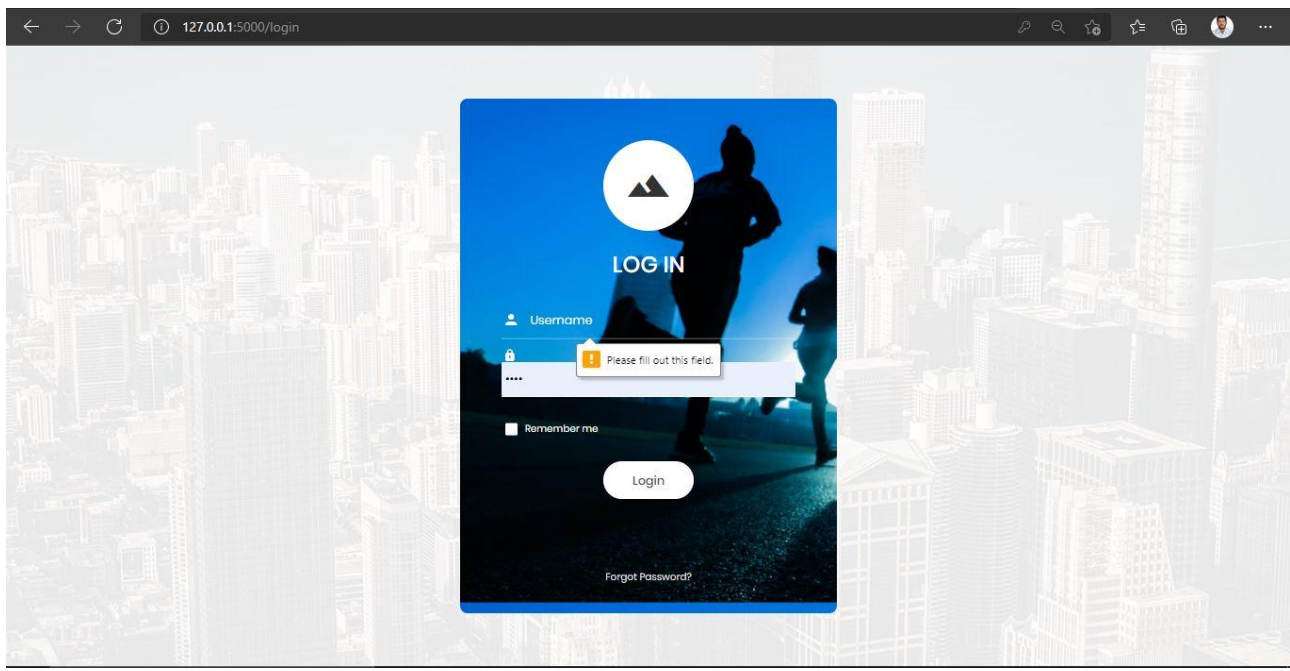 127.0.0.1:5000/login
LOG IN
Username
Please fill out this field.
••••
Remember me
Login
Forgot Password?